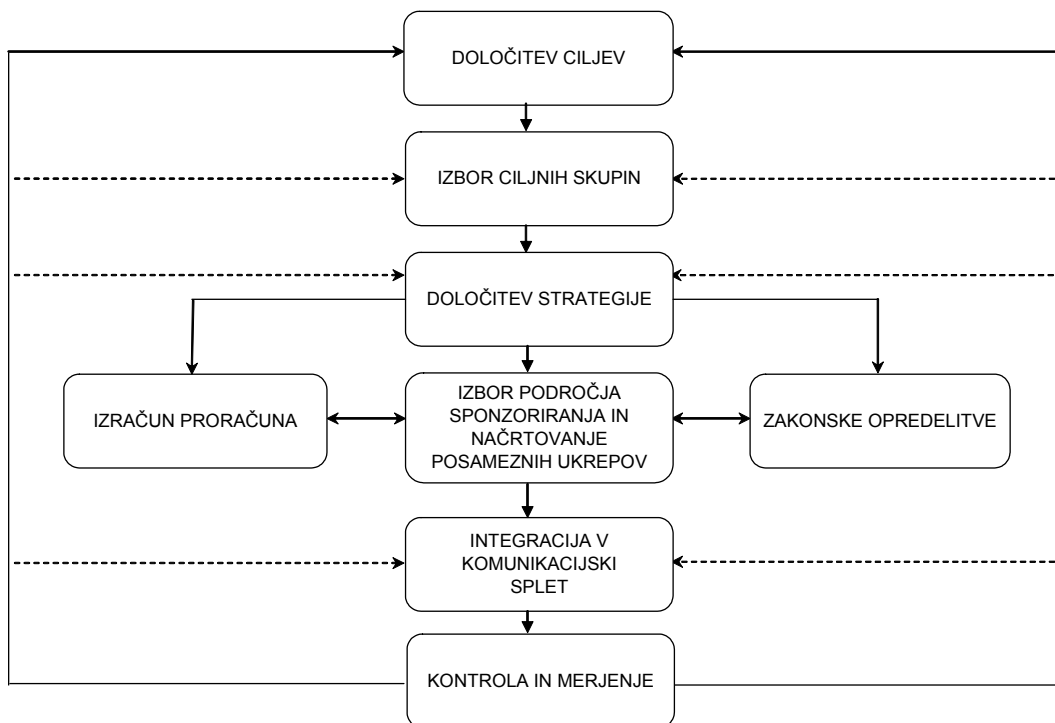 DOLOČITEV CILJEV
IZBOR CILJNIH SKUPIN
DOLOČITEV STRATEGIJE
IZRAČUN PRORAČUNA
IZBOR PODROČJA
SPONZORIRANJA IN
NAČRTOVANJE
POSAMEZNIH UKREPOV
ZAKONSKE OPREDELITVE
INTEGRACIJA V
KOMUNIKACIJSKI
SPLET
KONTROLA IN MERJENJE